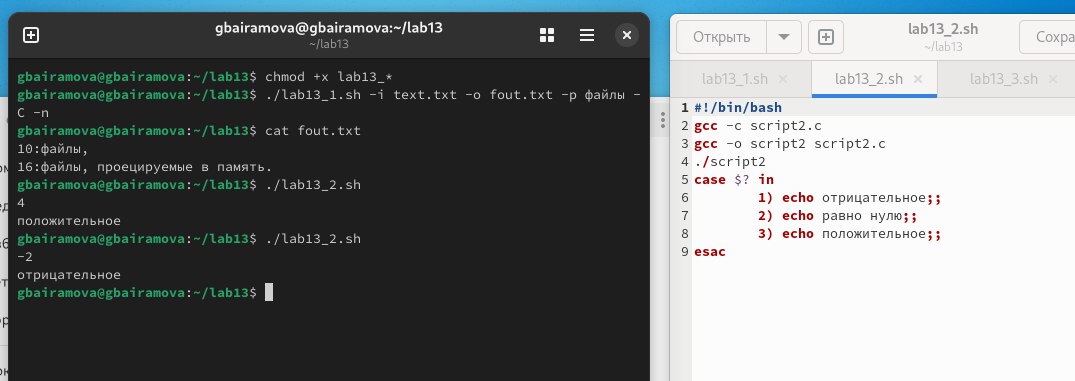 gbairamova@gbairamova:~/lab13
~/lab13
gbairamova@gbairamova:~/lab13$ chmod +x lab13_*
gbairamova@gbairamova:~/lab13$ ./lab13_1.sh -i text.txt -o fout.txt -p файлы -
C -n
gbairamova@gbairamova:~/lab13$ cat fout.txt
10:файлы,
16:файлы, проецируемые в память.
gbairamova@gbairamova:~/lab13$ ./lab13_2.sh
4
положительное
gbairamova@gbairamova:~/lab13$ ./lab13_2.sh
-2
отрицательное
gbairamova@gbairamova:~/lab13$
Открыть
lab13_2.sh
~/lab13
Сохра
lab13_1.sh
lab13_2.sh
lab13_3.sh
1 #!/bin/bash
2 gcc -c script2.c
3 gcc -o script2 script2.c
4 ./script2
5 case $? in
6 1) echo отрицательное;;
7 2) echo равно нулю;;
8 3) echo положительное;;
9 esac